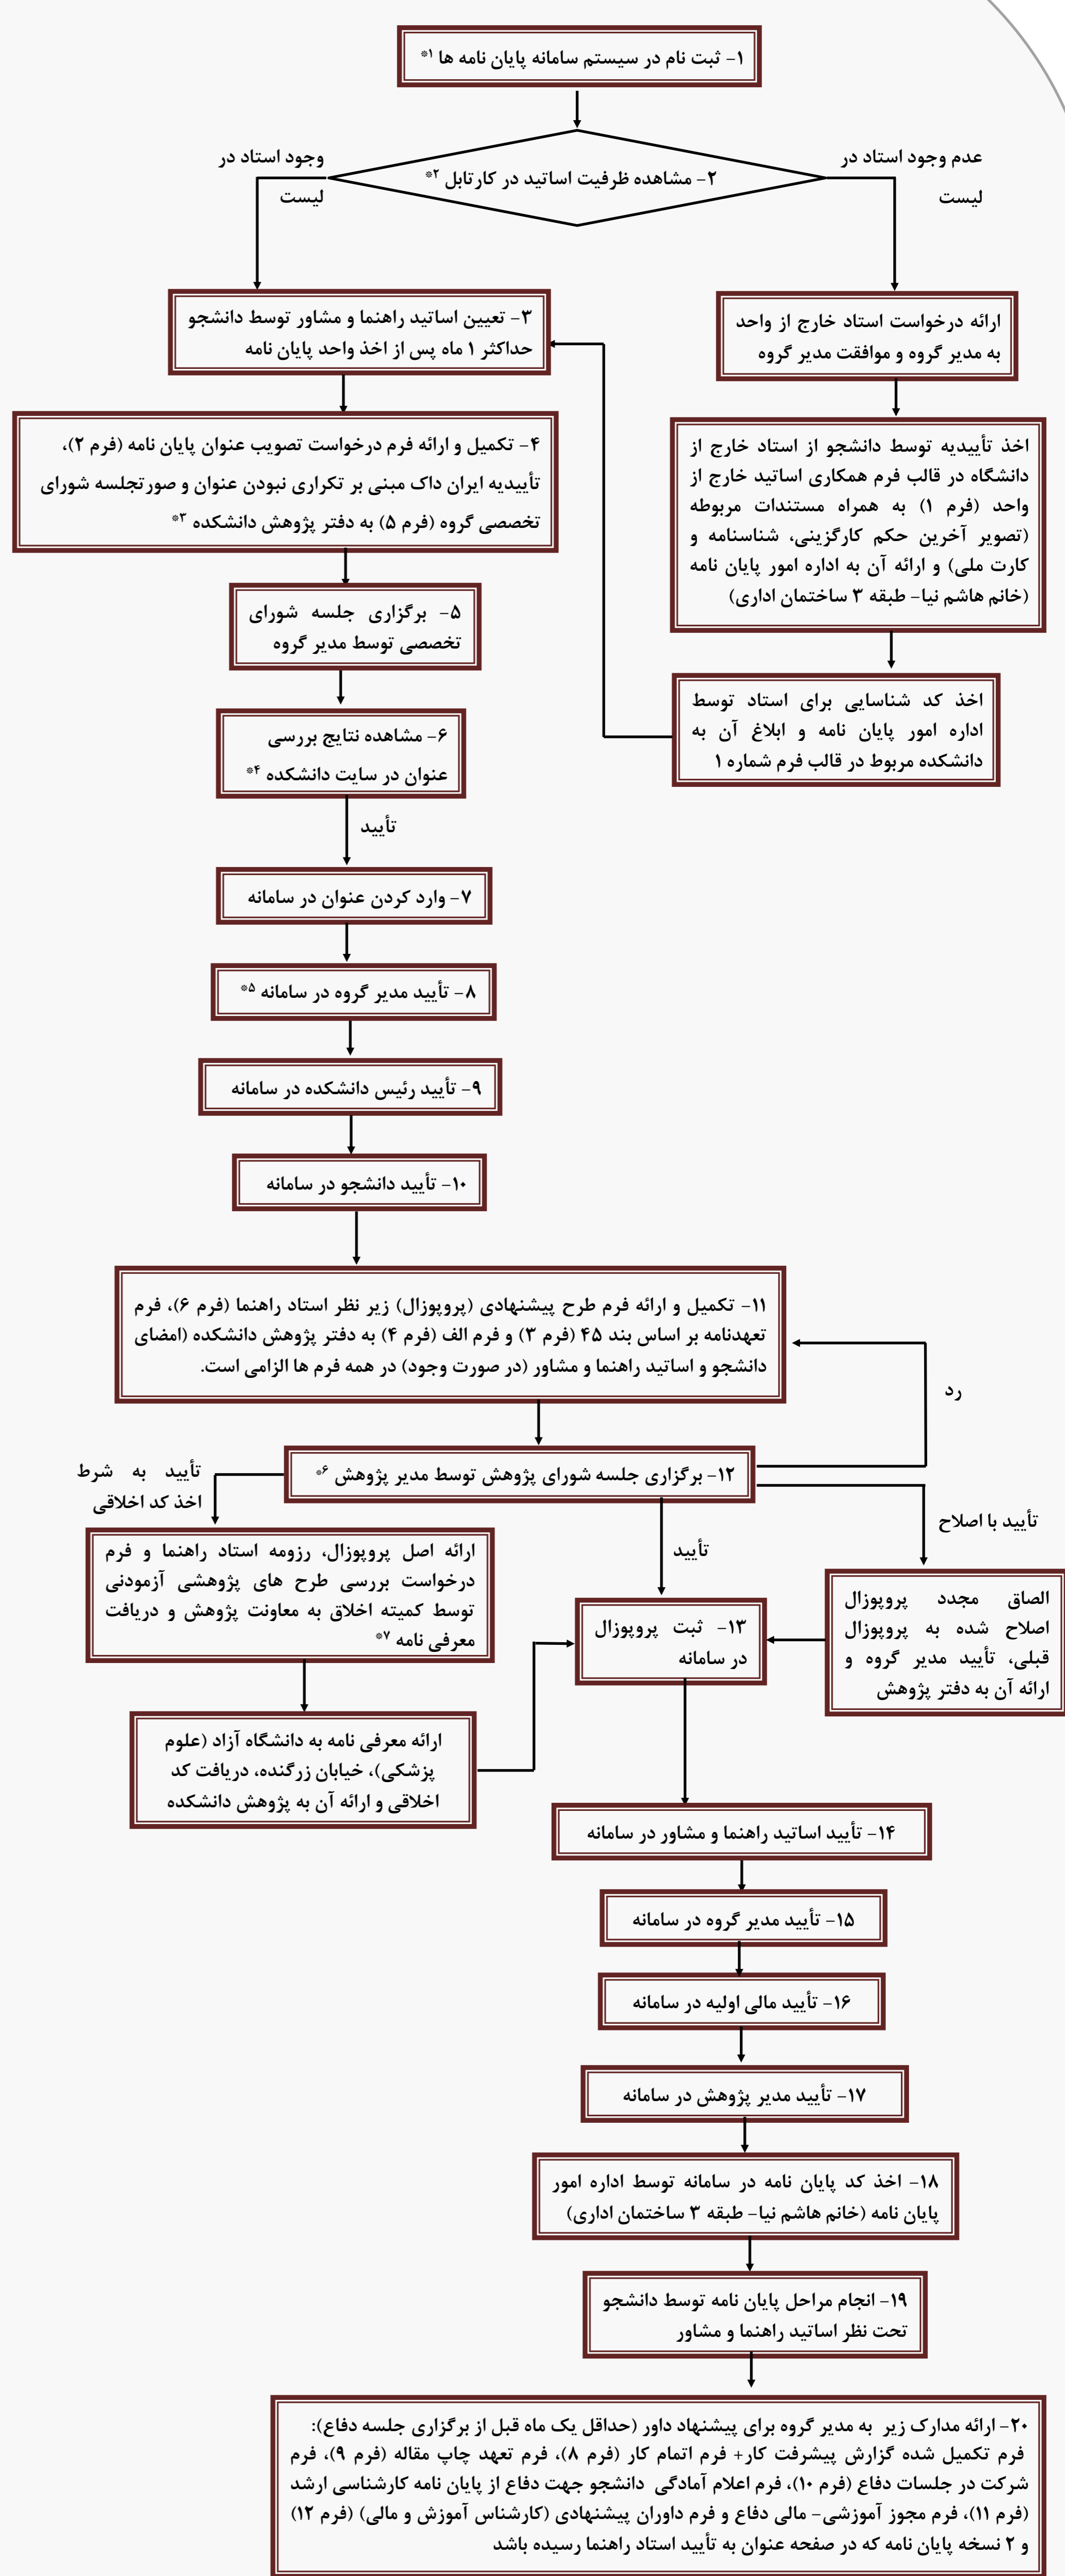 ۱- ثبت نام در سیستم سامانه پایان نامه ها *۱
۲- مشاهده ظرفیت اساتید در کارتابل *۲
عدم وجود استاد در
لیست
وجود استاد در
لیست
ارائه درخواست استاد خارج از واحد
به مدیر گروه و موافقت مدیر گروه
اخذ تأییدیه توسط دانشجو از استاد خارج از
دانشگاه در قالب فرم همکاری اساتید خارج از
واحد (فرم ۱) به همراه مستندات مربوطه
(تصویر آخرین حکم کارگزینی، شناسنامه و
کارت ملی) و ارائه آن به اداره امور پایان نامه
(خانم هاشم نیا- طبقه ۳ ساختمان اداری)
اخذ کد شناسایی برای استاد توسط
اداره امور پایان نامه و ابلاغ آن به
دانشکده مربوط در قالب فرم شماره ۱
۳- تعیین اساتید راهنما و مشاور توسط دانشجو
حداکثر ۱ ماه پس از اخذ واحد پایان نامه
۴- تکمیل و ارائه فرم درخواست تصویب عنوان پایان نامه (فرم ۲)،
تأییدیه ایران داک مبنی بر تکراری نبودن عنوان و صورتجلسه شورای
تخصصی گروه (فرم ۵) به دفتر پژوهش دانشکده *۳
۵- برگزاری جلسه شورای
تخصصی توسط مدیر گروه
۶- مشاهده نتایج بررسی
عنوان در سایت دانشکده *۴
تأیید
۷- وارد کردن عنوان در سامانه
۸- تأیید مدیر گروه در سامانه *۵
۹- تأیید رئیس دانشکده در سامانه
۱۰- تأیید دانشجو در سامانه
۱۱- تکمیل و ارائه فرم طرح پیشنهادی (پروپوزال) زیر نظر استاد راهنما (فرم ۶)، فرم
تعهدنامه بر اساس بند ۴۵ (فرم ۳) و فرم الف (فرم ۴) به دفتر پژوهش دانشکده (امضای
دانشجو و اساتید راهنما و مشاور (در صورت وجود) در همه فرم ها الزامی است.
رد
۱۲- برگزاری جلسه شورای پژوهش توسط مدیر پژوهش *۶
تأیید با اصلاح
تأیید
تأیید به شرط
اخذ کد اخلاقی
الصاق مجدد پروپوزال
اصلاح شده به پروپوزال
قبلی، تأیید مدیر گروه و
ارائه آن به دفتر پژوهش
ارائه اصل پروپوزال، رزومه استاد راهنما و فرم
درخواست بررسی طرح های پژوهشی آزمودنی
توسط کمیته اخلاق به معاونت پژوهش و دریافت
معرفی نامه *۷
ارائه معرفی نامه به دانشگاه آزاد (علوم
پزشکی)، خیابان زرگنده، دریافت کد
اخلاقی و ارائه آن به پژوهش دانشکده
۱۳- ثبت پروپوزال
در سامانه
۱۴- تأیید اساتید راهنما و مشاور در سامانه
۱۵- تأیید مدیر گروه در سامانه
۱۶- تأیید مالی اولیه در سامانه
۱۷- تأیید مدیر پژوهش در سامانه
۱۸- اخذ کد پایان نامه در سامانه توسط اداره امور
پایان نامه (خانم هاشم نیا- طبقه ۳ ساختمان اداری)
۱۹- انجام مراحل پایان نامه توسط دانشجو
تحت نظر اساتید راهنما و مشاور
۲۰- ارائه مدارک زیر به مدیر گروه برای پیشنهاد داور (حداقل یک ماه قبل از برگزاری جلسه دفاع):
فرم تکمیل شده گزارش پیشرفت کار+ فرم اتمام کار (فرم ۸)، فرم تعهد چاپ مقاله (فرم ۹)، فرم
شرکت در جلسات دفاع (فرم ۱۰)، فرم اعلام آمادگی دانشجو جهت دفاع از پایان نامه کارشناسی ارشد
(فرم ۱۱)، فرم مجوز آموزشی- مالی دفاع و فرم داوران پیشنهادی (کارشناس آموزش و مالی) (فرم ۱۲)
و ۲ نسخه پایان نامه که در صفحه عنوان به تأیید استاد راهنما رسیده باشد